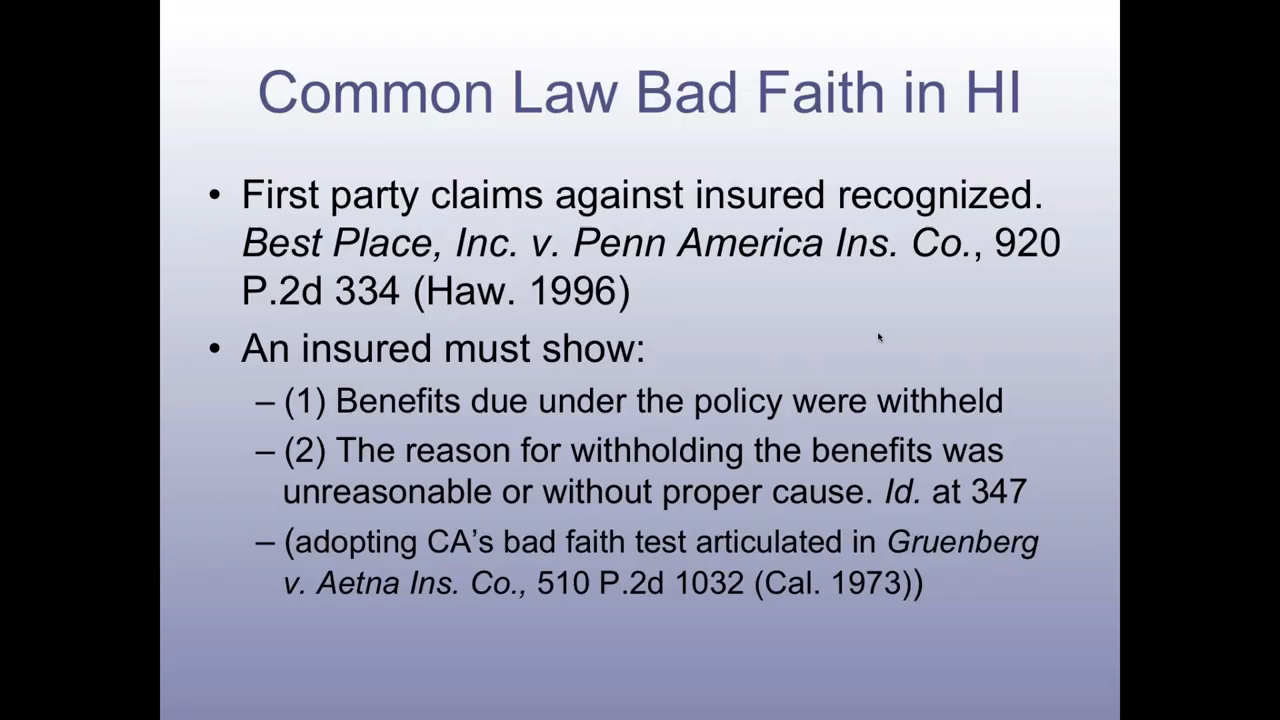 Common Law Bad Faith in HI
• First party claims against insured recognized.
Best Place, Inc. v. Penn America Ins. Co., 920
P.2d 334 (Haw. 1996)
• An insured must show:
– (1) Benefits due under the policy were withheld
– (2) The reason for withholding the benefits was
unreasonable or without proper cause. Id. at 347
– (adopting CA’s bad faith test articulated in Gruenberg
v. Aetna Ins. Co., 510 P.2d 1032 (Cal. 1973))